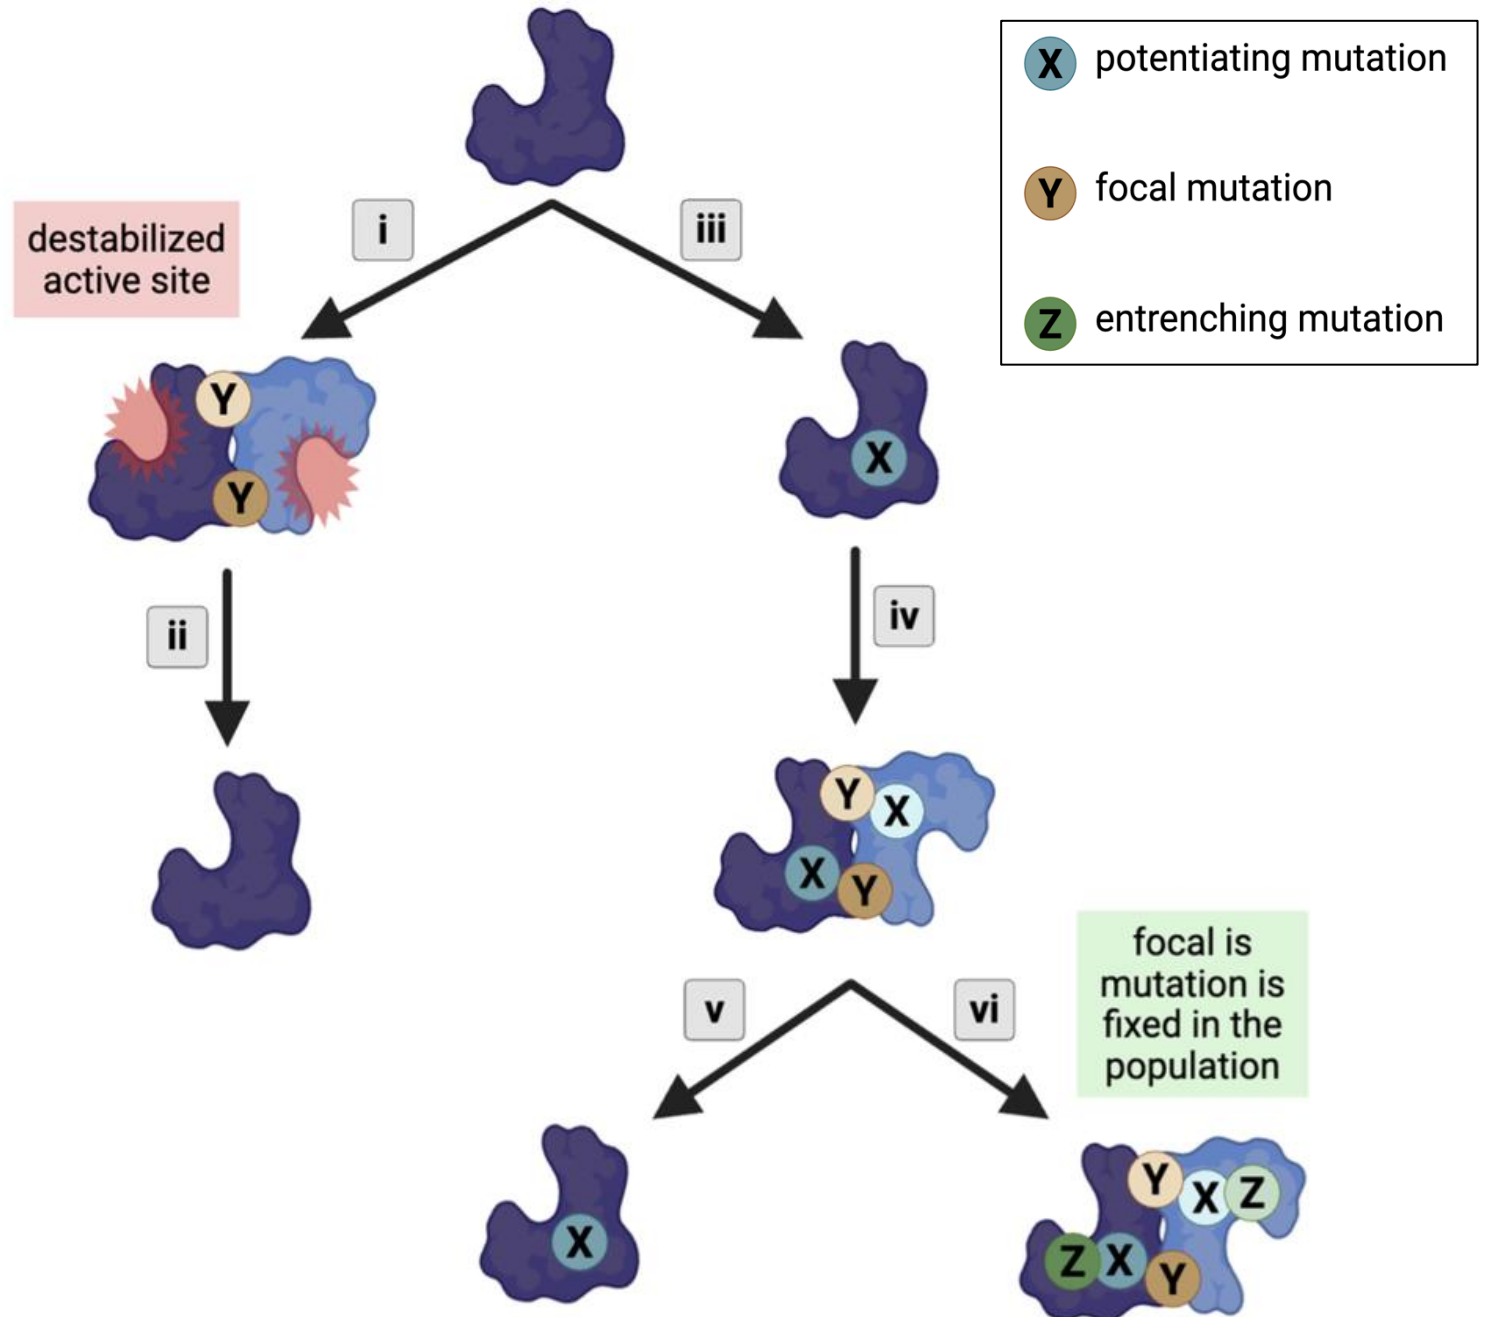 X potentiating mutation
Y focal mutation
Z entrenching mutation
i
iii
destabilized
active site
Y
Y
X
ii
iv
Y X
X Y
focal is
mutation is
fixed in the
population
v
vi
X
Y X Z
Z X Y